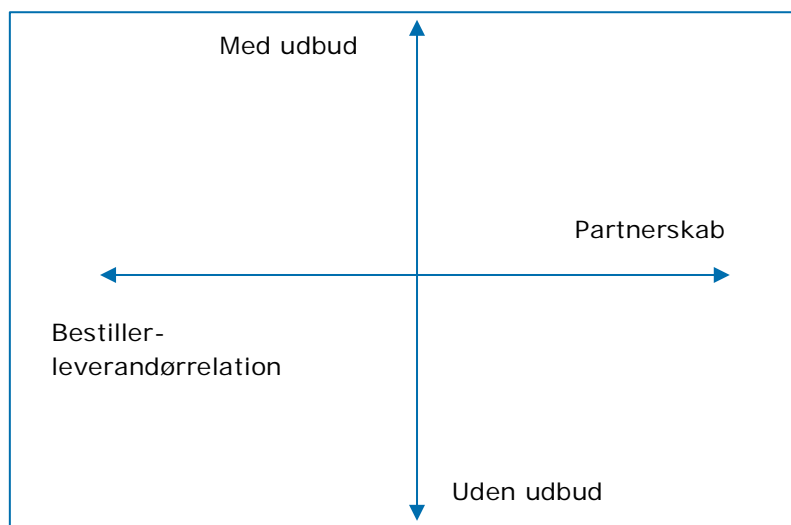 Med udbud
Partnerskab
Bestiller-
leverandørrelation
Uden udbud